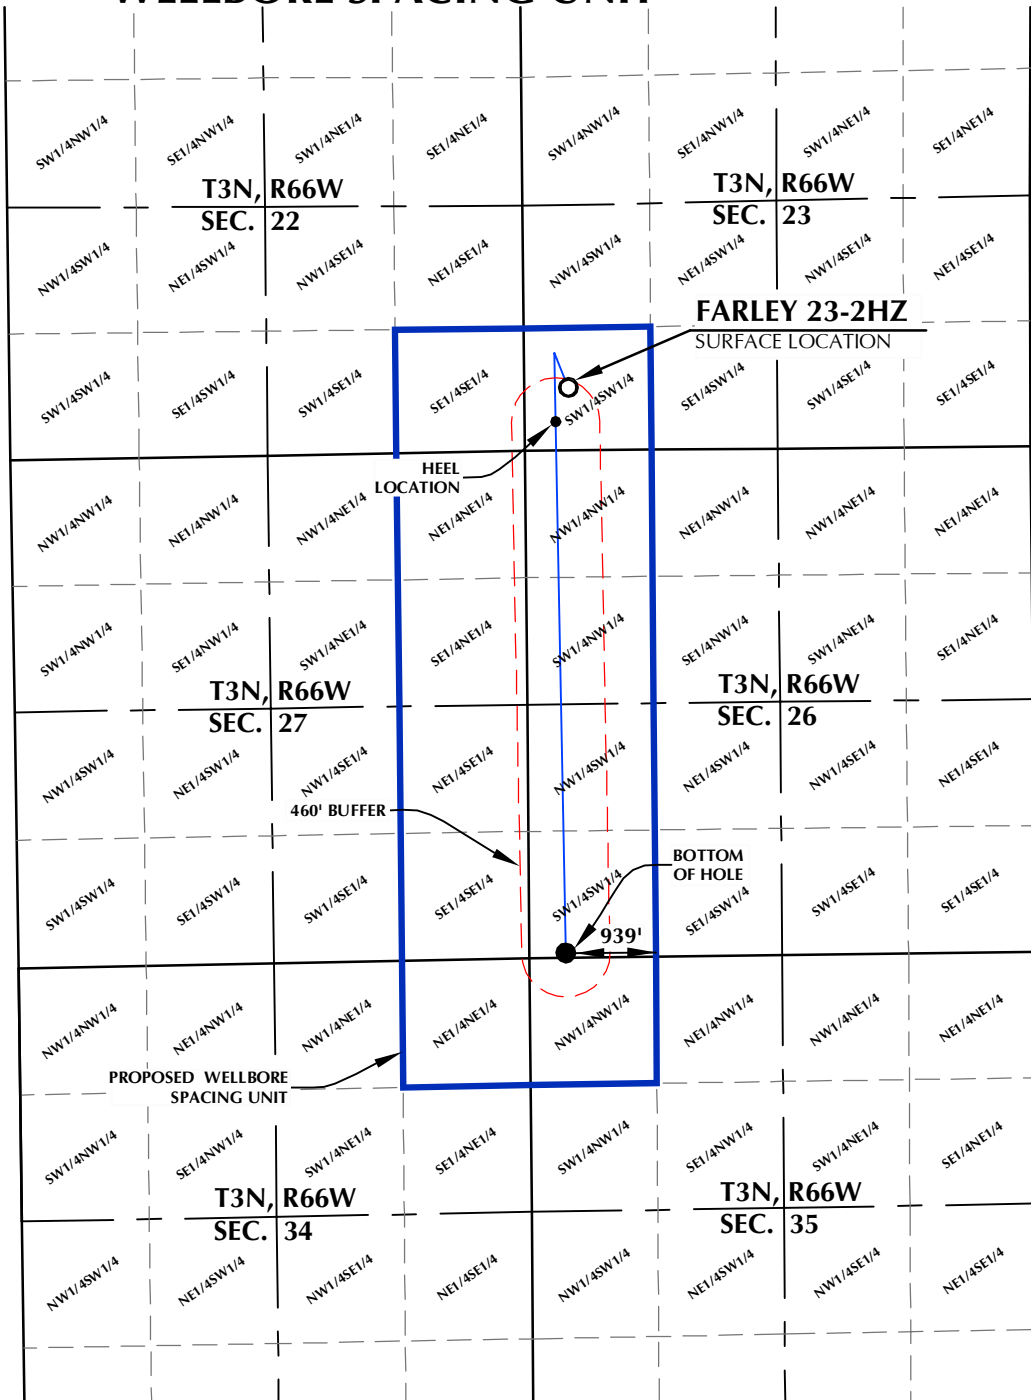 WELLBORE SPACING UNIT
SW1/4NW1/4
SE1/4NW1/4
SW1/4NE1/4
SE1/4NE1/4
SW1/4NW1/4
SE1/4NW1/4
SW1/4NE1/4
SE1/4NE1/4
T3N, R66W
SEC. 22
T3N, R66W
SEC. 23
NW1/4SW1/4
NE1/4SW1/4
NW1/4SE1/4
NE1/4SE1/4
NW1/4SW1/4
NE1/4SW1/4
NW1/4SE1/4
NE1/4SE1/4
FARLEY 23-2HZ
SURFACE LOCATION
SW1/4SW1/4
SE1/4SW1/4
SW1/4SE1/4
SE1/4SE1/4
SW1/4SW1/4
SE1/4SW1/4
SW1/4SE1/4
SE1/4SE1/4
HEEL
LOCATION
NW1/4NW1/4
NE1/4NW1/4
NW1/4NE1/4
NE1/4NE1/4
NW1/4NW1/4
NE1/4NW1/4
NW1/4NE1/4
NE1/4NE1/4
SW1/4NW1/4
SE1/4NW1/4
SW1/4NE1/4
SE1/4NE1/4
SW1/4NW1/4
SE1/4NW1/4
SW1/4NE1/4
SE1/4NE1/4
T3N, R66W
SEC. 27
T3N, R66W
SEC. 26
NW1/4SW1/4
NE1/4SW1/4
NW1/4SE1/4
NE1/4SE1/4
NW1/4SW1/4
NE1/4SW1/4
NW1/4SE1/4
NE1/4SE1/4
460' BUFFER
BOTTOM
OF HOLE
SW1/4SW1/4
SE1/4SW1/4
SW1/4SE1/4
SE1/4SE1/4
SW1/4SW1/4
SE1/4SW1/4
SW1/4SE1/4
SE1/4SE1/4
939'
NW1/4NW1/4
NE1/4NW1/4
NW1/4NE1/4
NE1/4NE1/4
NW1/4NW1/4
NE1/4NW1/4
NW1/4NE1/4
NE1/4NE1/4
PROPOSED WELLBORE
SPACING UNIT
SW1/4NW1/4
SE1/4NW1/4
SW1/4NE1/4
SE1/4NE1/4
SW1/4NW1/4
SE1/4NW1/4
SW1/4NE1/4
SE1/4NE1/4
T3N, R66W
SEC. 34
T3N, R66W
SEC. 35
NW1/4SW1/4
NE1/4SW1/4
NW1/4SE1/4
NE1/4SE1/4
NW1/4SW1/4
NE1/4SW1/4
NW1/4SE1/4
NE1/4SE1/4